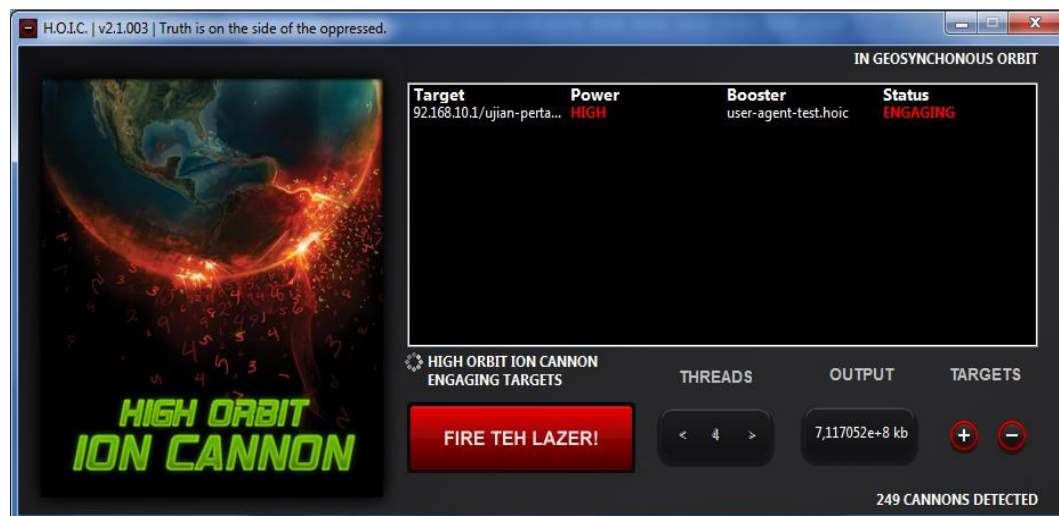 H.O.I.C. | v2.1.003 | Truth is on the side of the oppressed.
IN GEOSYNCHONOUS ORBIT
Target Power Booster Status
92.168.10.1/ujian-perta... HIGH user-agent-test.hoic ENGAGING
HIGH ORBIT ION CANNON
ENGAGING TARGETS
THREADS OUTPUT TARGETS
FIRE TEH LAZER! < 4 > 7,117052e+8 kb + −
HIGH ORBIT
ION CANNON
249 CANNONS DETECTED